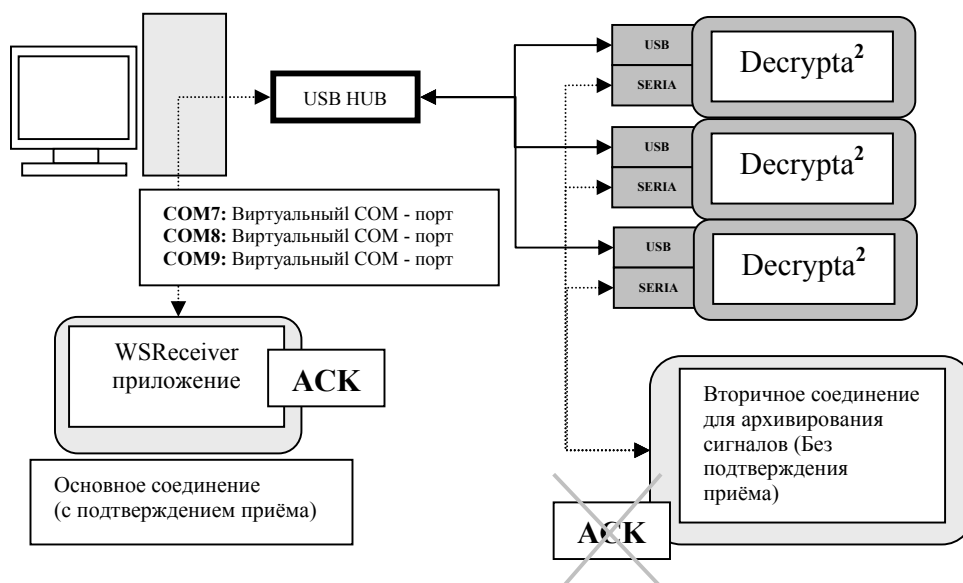 USB
SERIA
Decrypta²
USB HUB
USB
SERIA
Decrypta²
COM7: Виртуальныйl COM - порт
COM8: Виртуальныйl COM - порт
COM9: Виртуальныйl COM - порт
USB
SERIA
Decrypta²
WSReceiver
приложение
ACK
Основное соединение
(с подтверждением приёма)
Вторичное соединение
для архивирования
сигналов (Без
подтверждения
приёма)
ACK